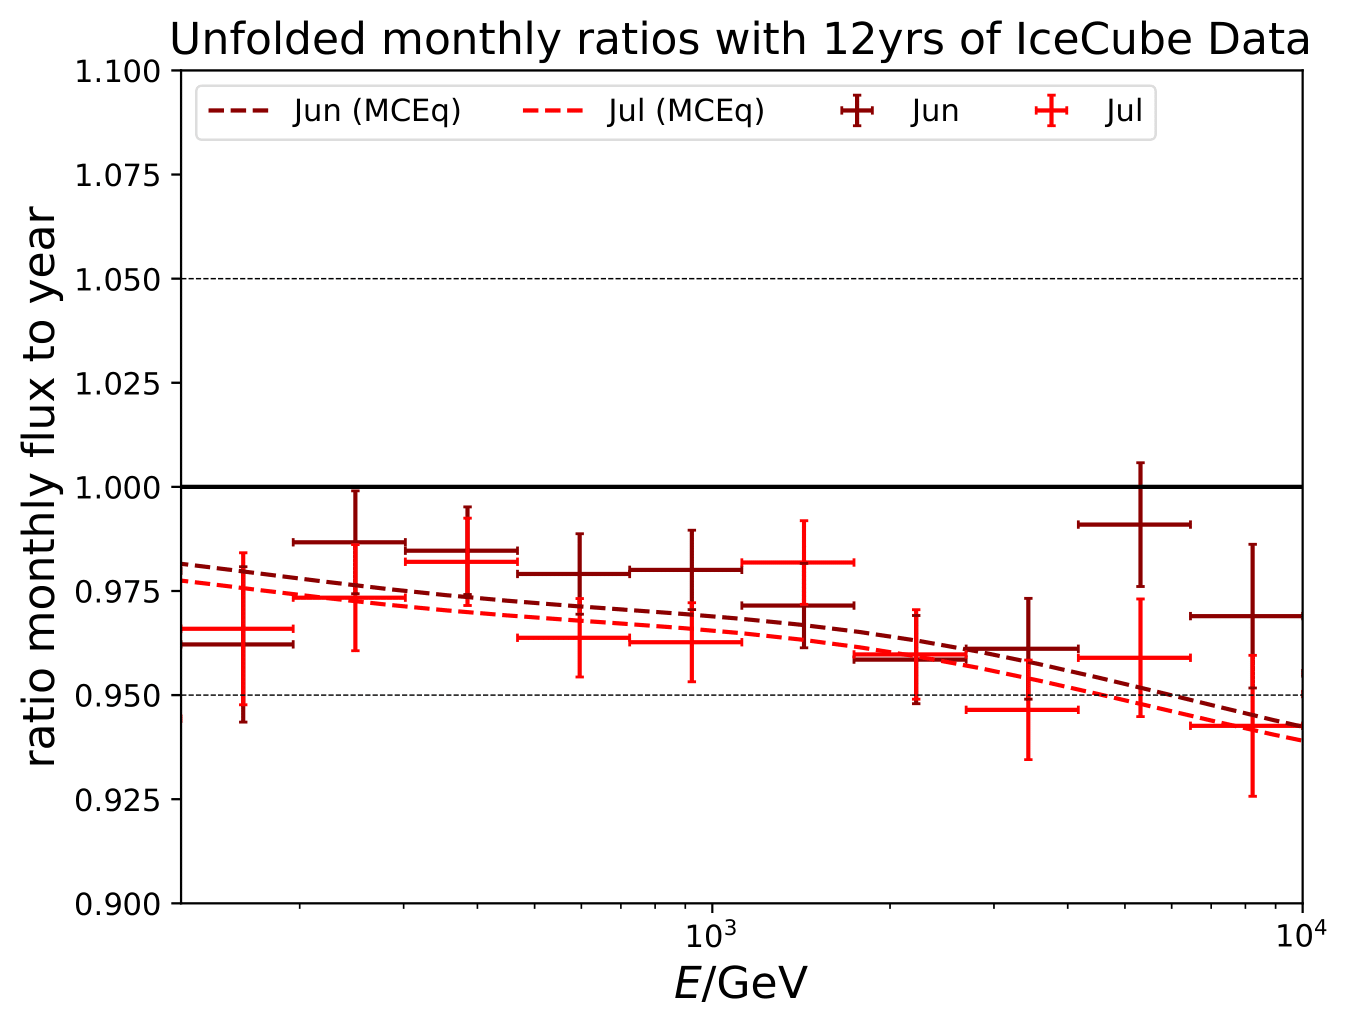 Unfolded monthly ratios with 12yrs of IceCube Data
Jun (MCEq) Jul (MCEq) Jun Jul
ratio monthly flux to year
1.100
1.075
1.050
1.025
1.000
0.975
0.950
0.925
0.900
10³ 10⁴
E/GeV